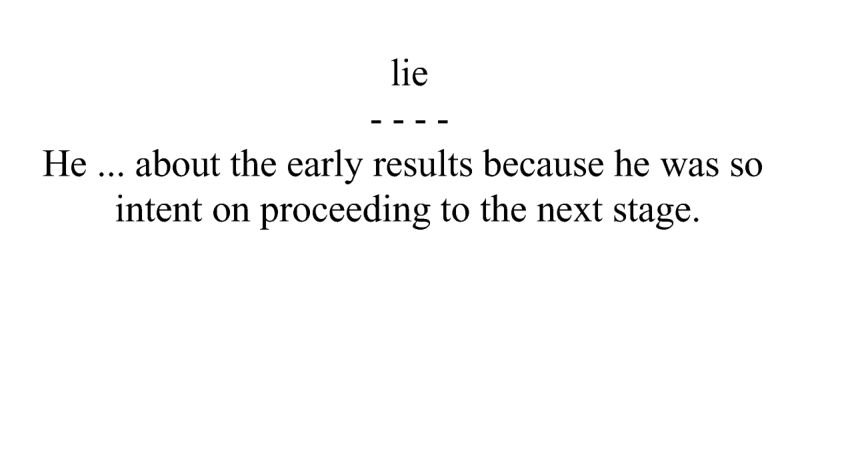 lie
- - - -
He ... about the early results because he was so
intent on proceeding to the next stage.